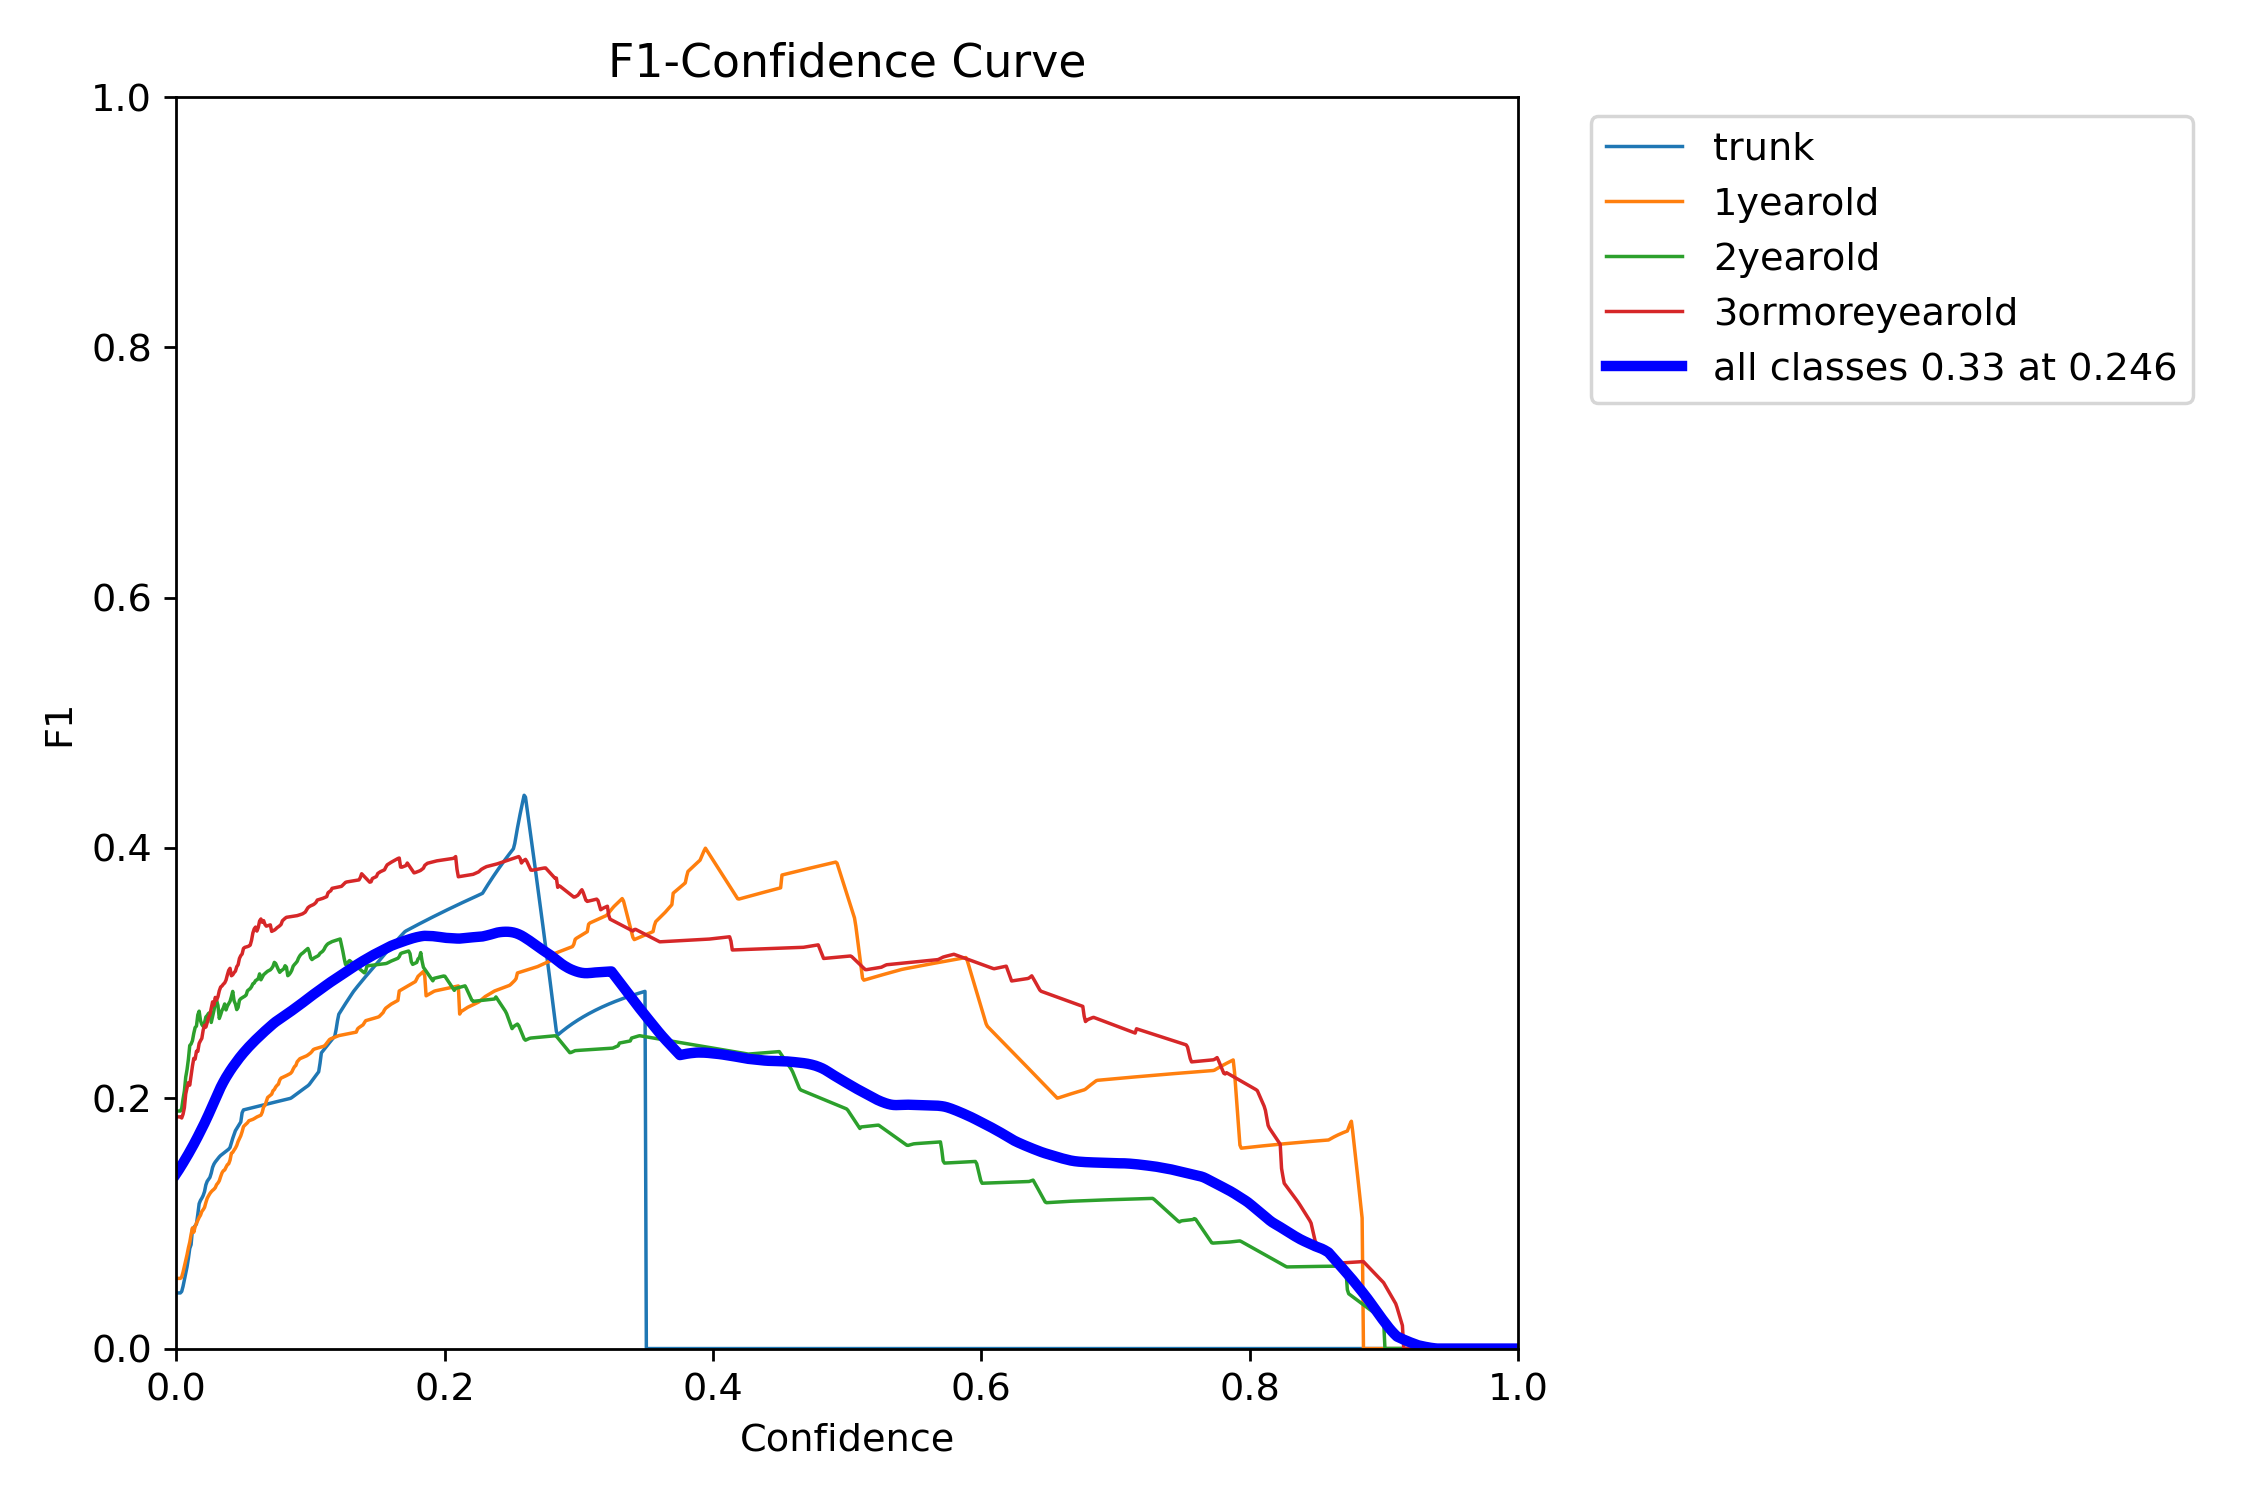 F1-Confidence Curve
1.0
0.8
0.6
0.4
0.2
0.0
F1
0.0 0.2 0.4 0.6 0.8 1.0
Confidence
trunk
1yearold
2yearold
3ormoreyearold
all classes 0.33 at 0.246